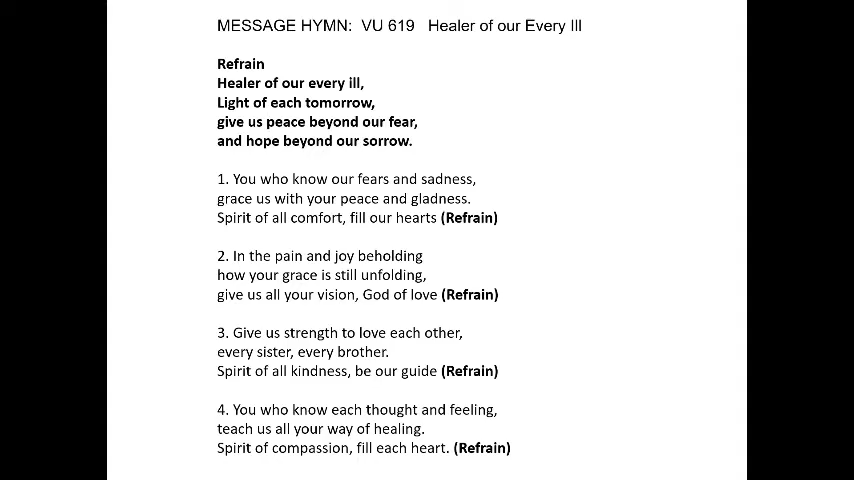 MESSAGE HYMN: VU 619 Healer of our Every Ill
Refrain
Healer of our every ill,
Light of each tomorrow,
give us peace beyond our fear,
and hope beyond our sorrow.
1. You who know our fears and sadness,
grace us with your peace and gladness.
Spirit of all comfort, fill our hearts (Refrain)
2. In the pain and joy beholding
how your grace is still unfolding,
give us all your vision, God of love (Refrain)
3. Give us strength to love each other,
every sister, every brother.
Spirit of all kindness, be our guide (Refrain)
4. You who know each thought and feeling,
teach us all your way of healing.
Spirit of compassion, fill each heart. (Refrain)